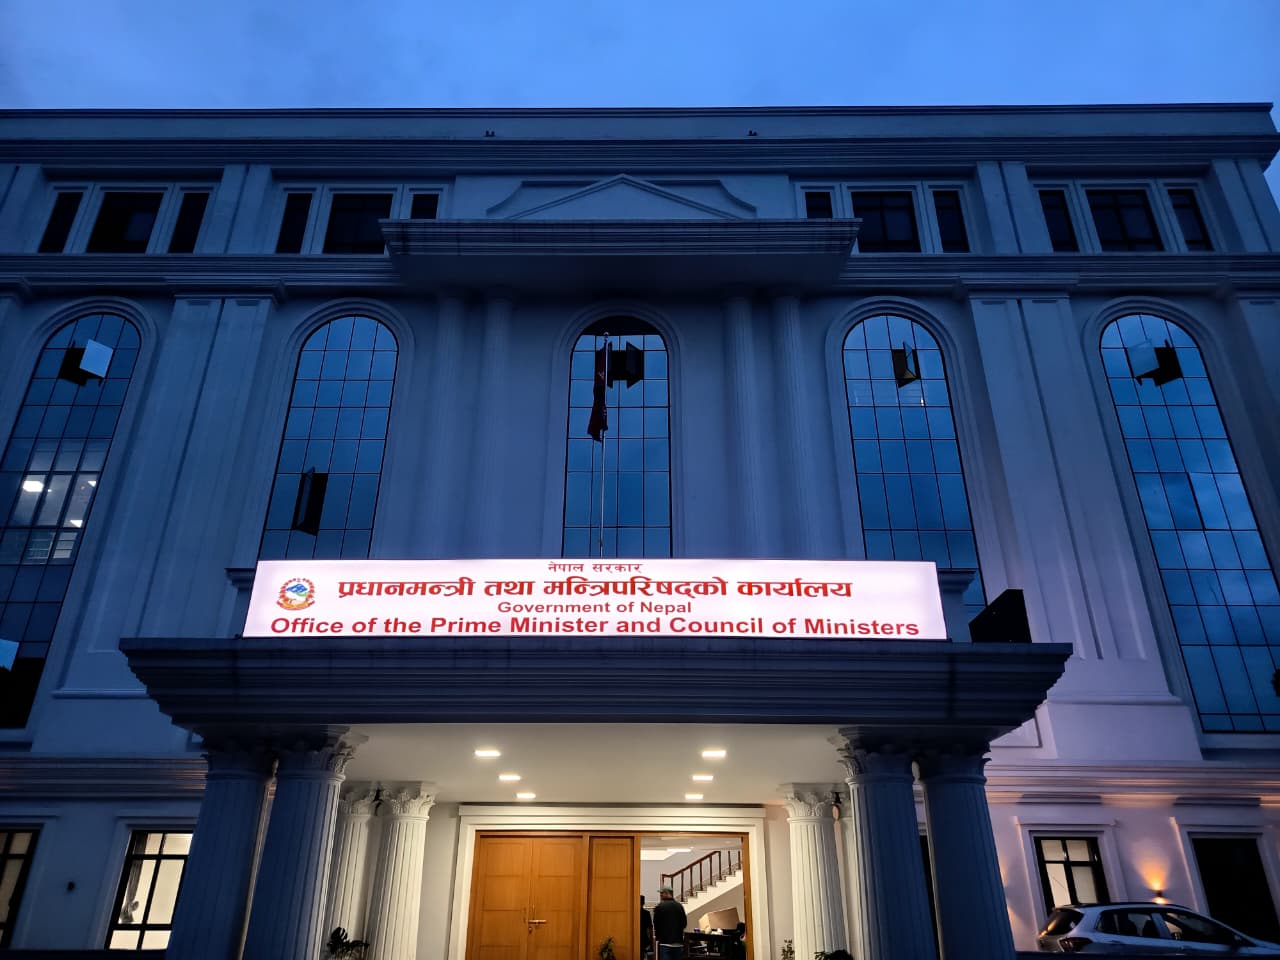 नेपाल सरकार
प्रधानमन्त्री तथा मन्त्रिपरिषद्को कार्यालय
Government of Nepal
Office of the Prime Minister and Council of Ministers